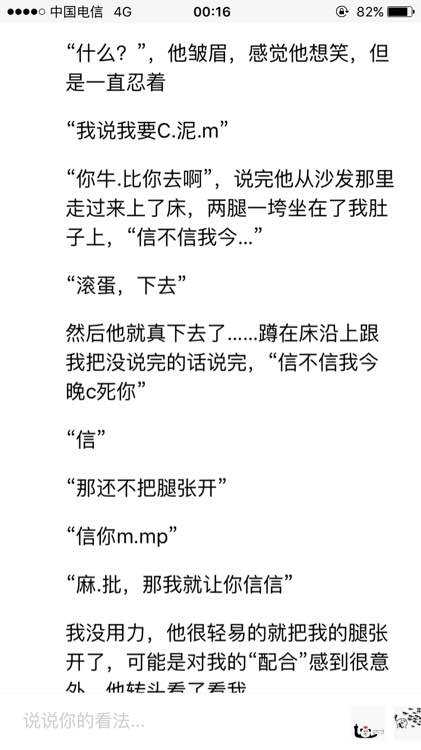 中国电信 4G 00:16 82%
“什么？”，他皱眉，感觉他想笑，但
是一直忍着
“我说我要C.泥.m”
“你牛.比你去啊”，说完他从沙发那里
走过来上了床，两腿一垮坐在了我肚
子上，“信不信我今...”
“滚蛋，下去”
然后他就真下去了……蹲在床沿上跟
我把没说完的话说完，“信不信我今
晚c死你”
“信”
“那还不把腿张开”
“信你m.mp”
“麻.批，那我就让你信信”
我没用力，他很轻易的就把我的腿张
开了，可能是对我的“配合”感到很意
外，他转头看了看我
说说你的看法...